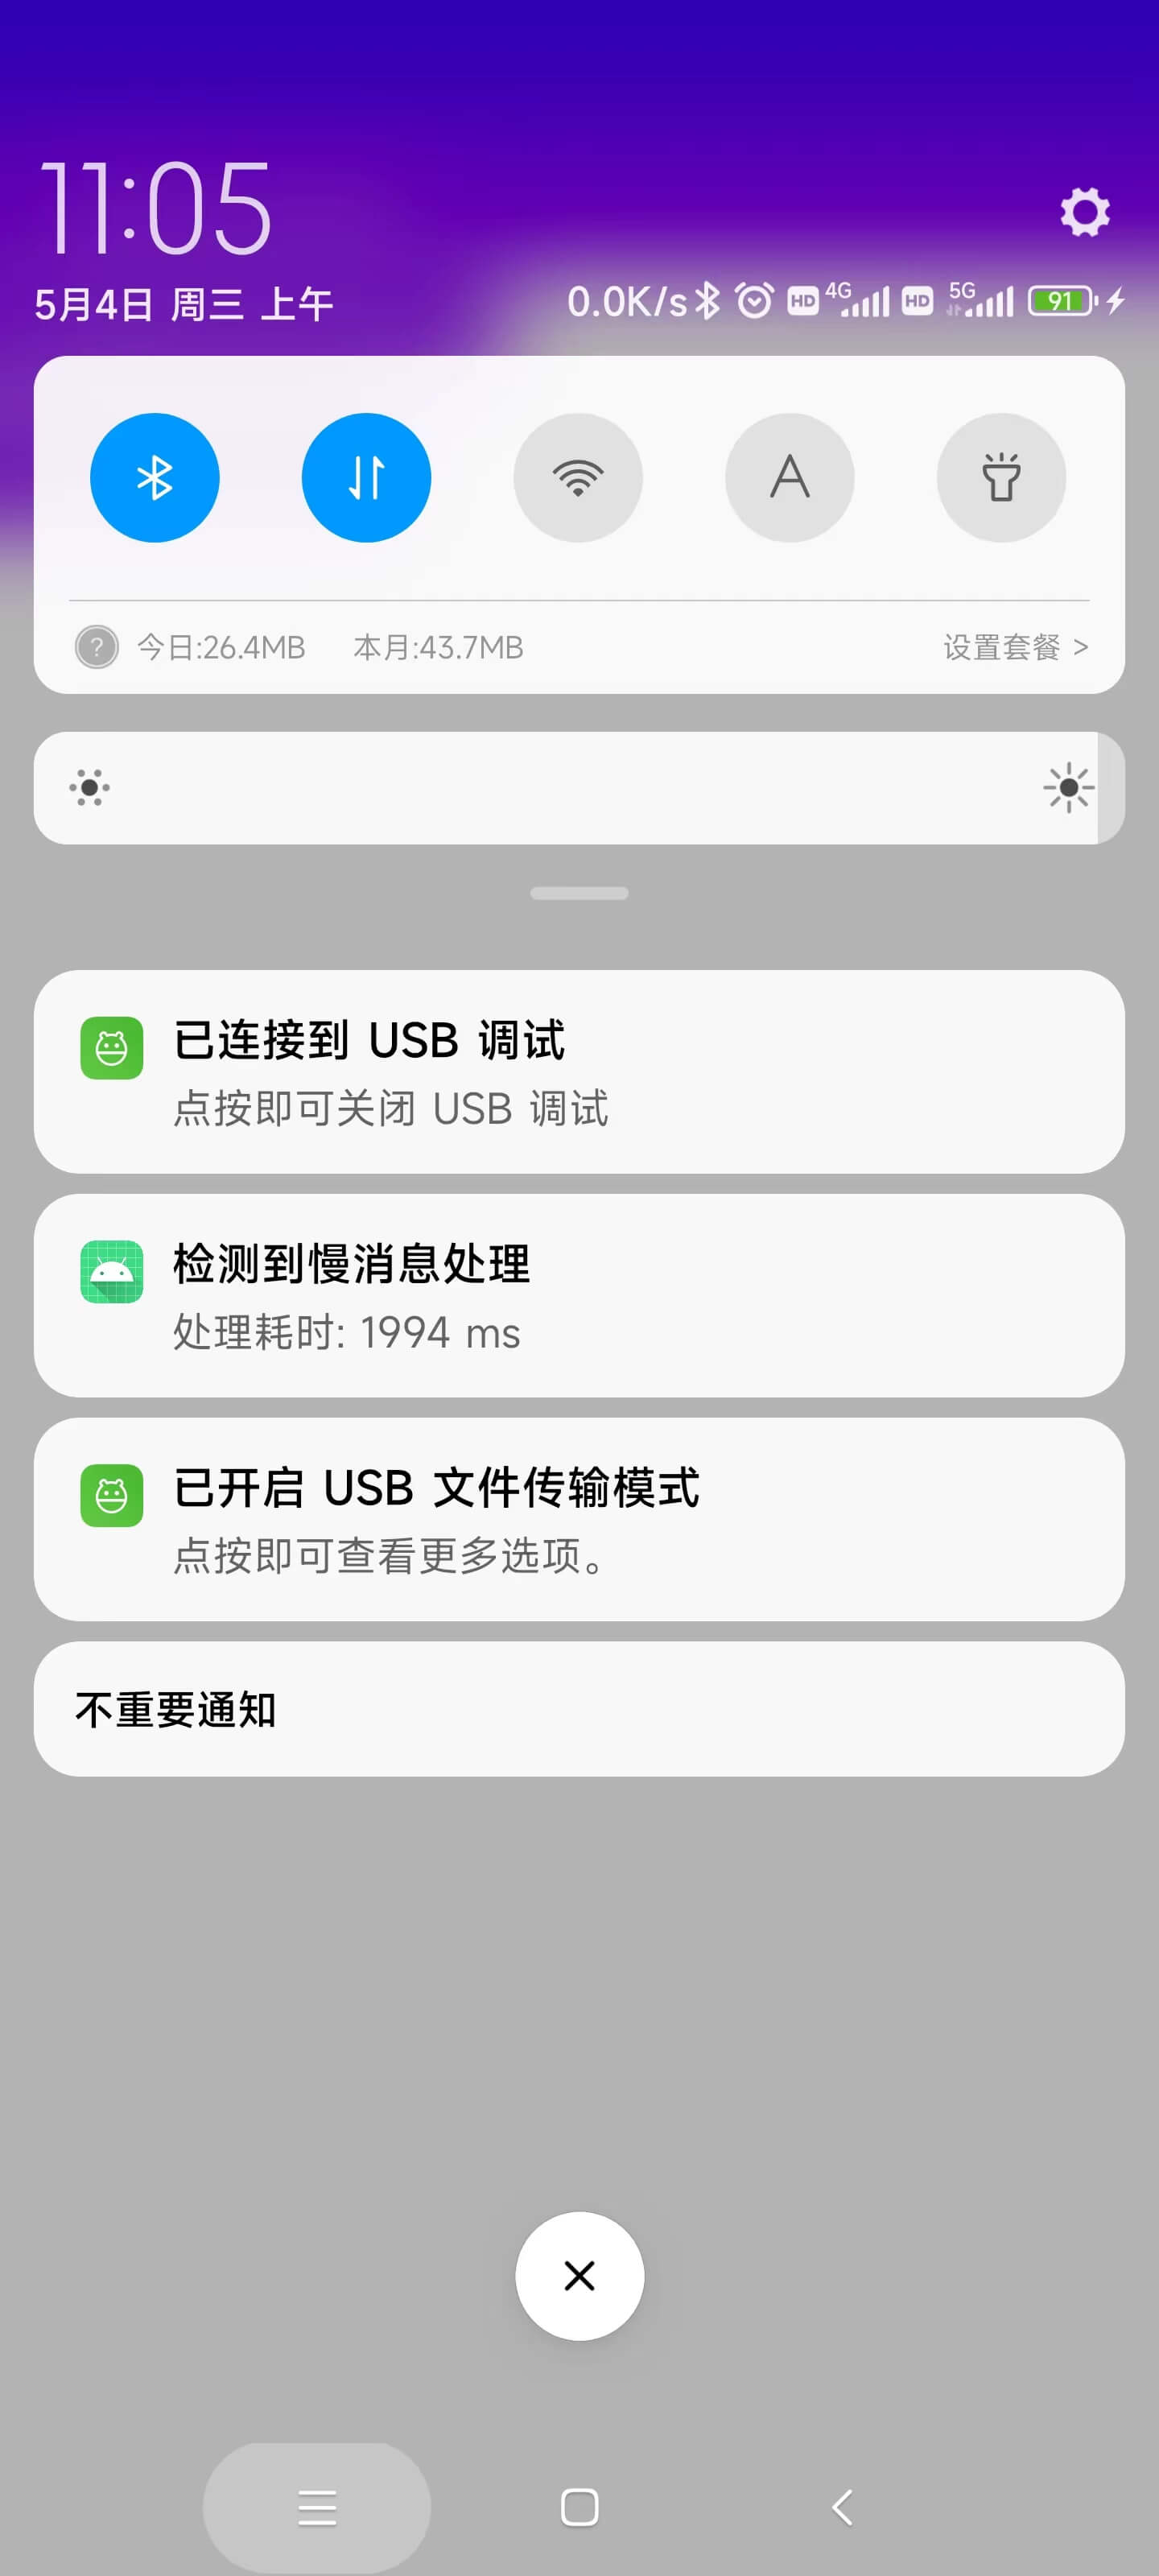 11:05
5月4日 周三 上午
0.0K/s HD 4G HD 5G 91
A
今日:26.4MB 本月:43.7MB 设置套餐 >
已连接到 USB 调试
点按即可关闭 USB 调试
检测到慢消息处理
处理耗时: 1994 ms
已开启 USB 文件传输模式
点按即可查看更多选项。
不重要通知